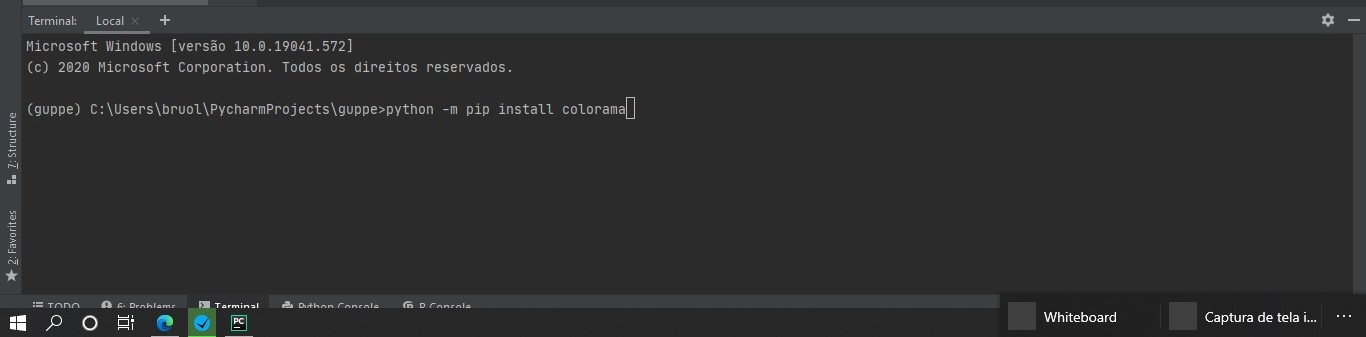 Terminal: Local × +
Microsoft Windows [versão 10.0.19041.572]
(c) 2020 Microsoft Corporation. Todos os direitos reservados.
(guppe) C:\Users\bruol\PycharmProjects\guppe>python -m pip install colorama
7: Structure
2: Favorites
TODO 6: Problems Terminal Python Console R Console
PC Whiteboard Captura de tela i... ...